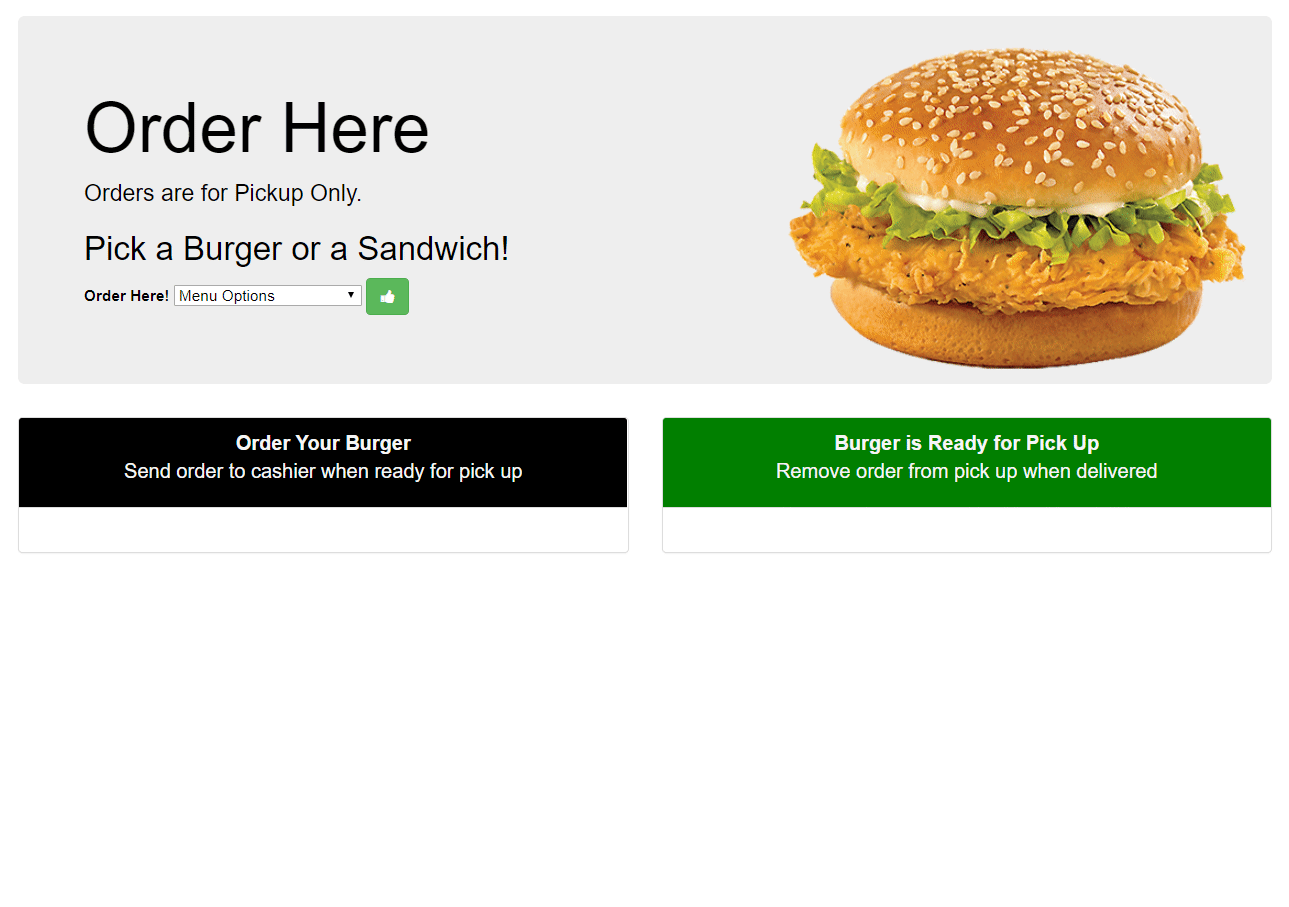 Order Here
Orders are for Pickup Only.
Pick a Burger or a Sandwich!
Order Here! Menu Options
Order Your Burger
Send order to cashier when ready for pick up
Burger is Ready for Pick Up
Remove order from pick up when delivered